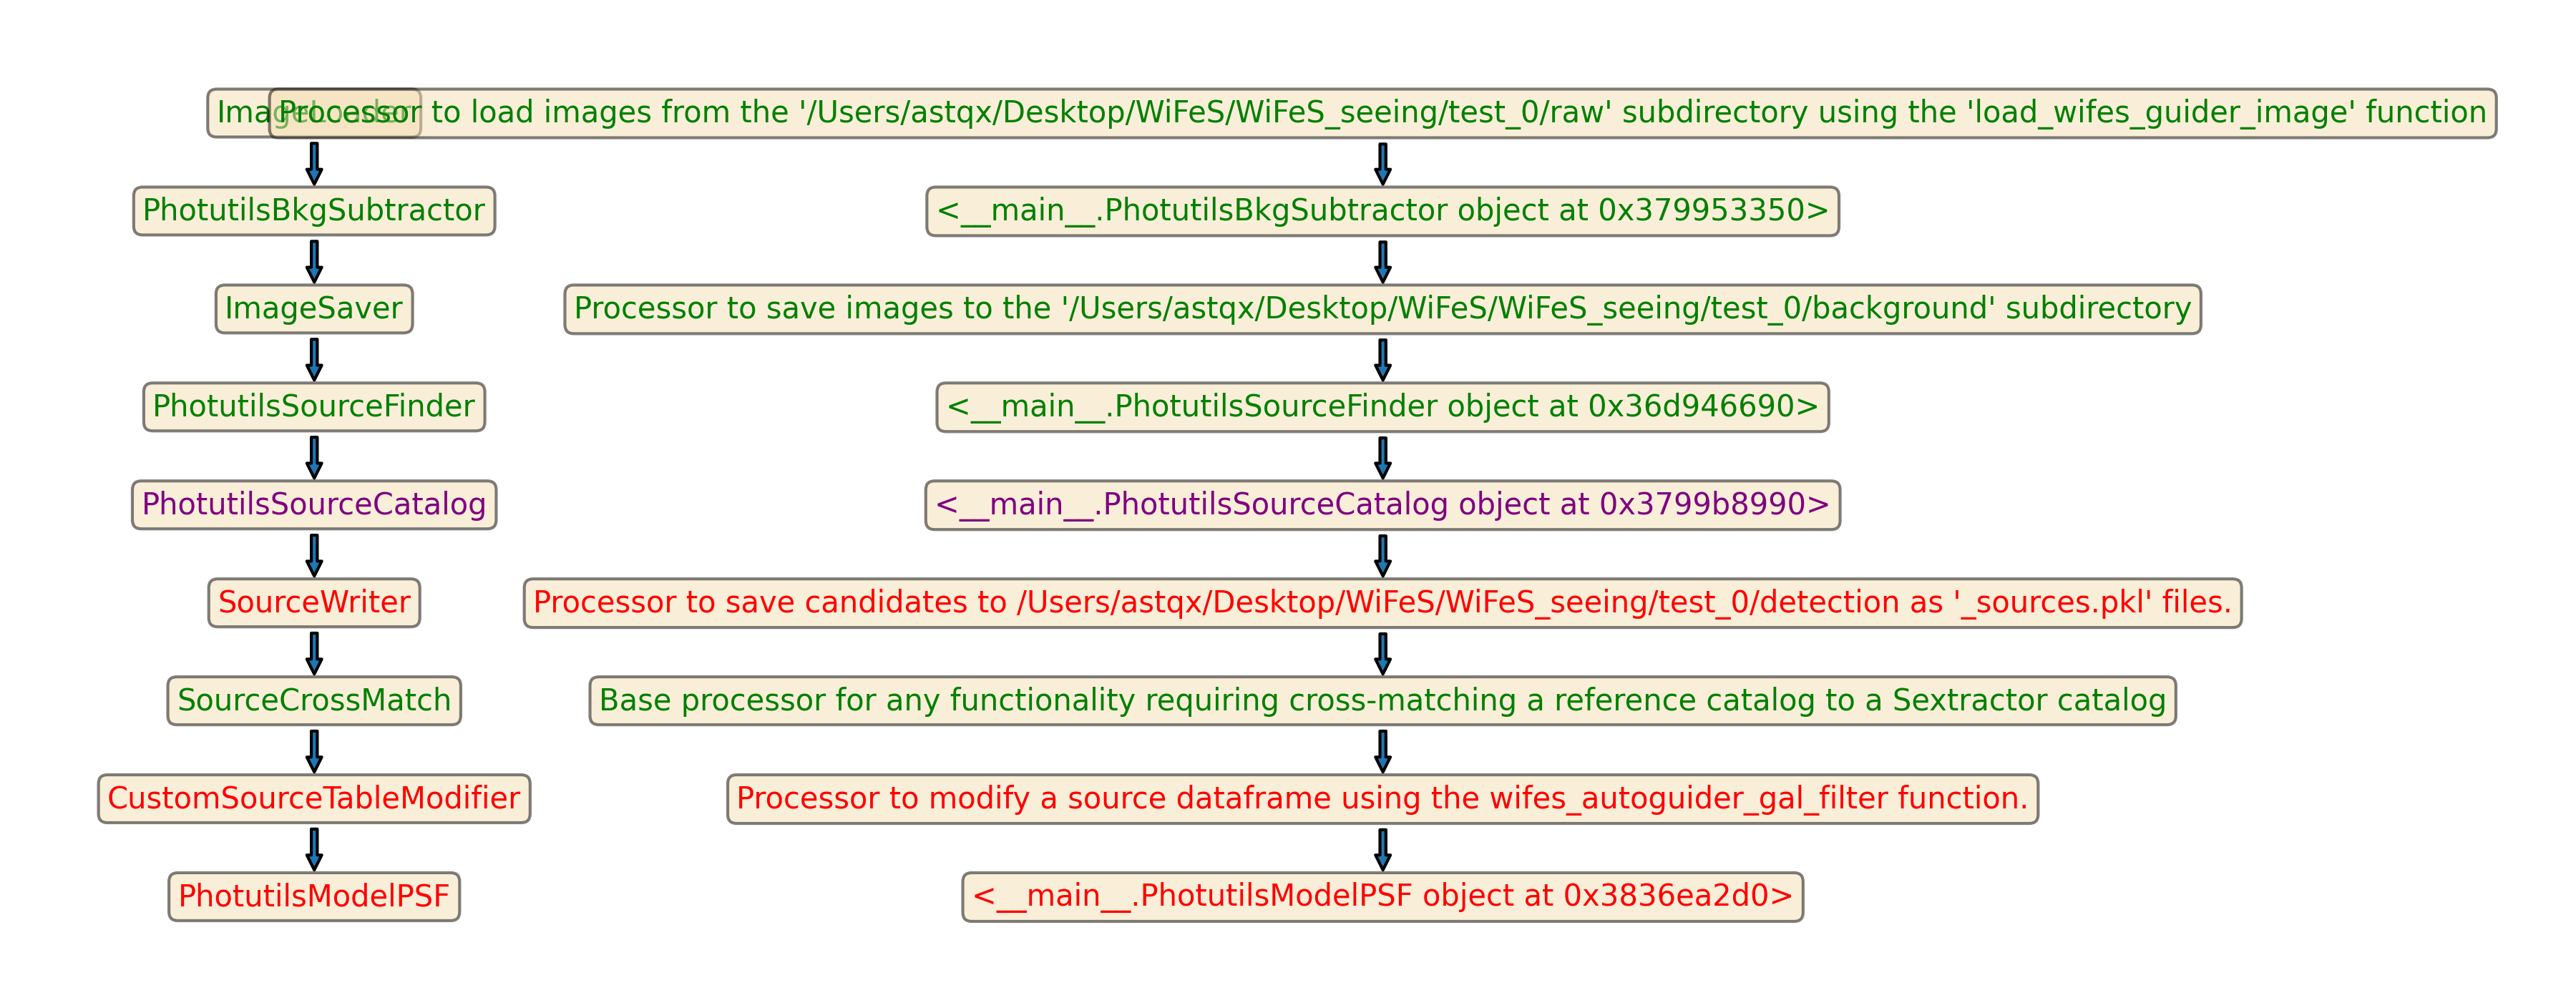 ImageLoader
Processor to load images from the '/Users/astqx/Desktop/WiFeS/WiFeS_seeing/test_0/raw' subdirectory using the 'load_wifes_guider_image' function
PhotutilsBkgSubtractor
<__main__.PhotutilsBkgSubtractor object at 0x379953350>
ImageSaver
Processor to save images to the '/Users/astqx/Desktop/WiFeS/WiFeS_seeing/test_0/background' subdirectory
PhotutilsSourceFinder
<__main__.PhotutilsSourceFinder object at 0x36d946690>
PhotutilsSourceCatalog
<__main__.PhotutilsSourceCatalog object at 0x3799b8990>
SourceWriter
Processor to save candidates to /Users/astqx/Desktop/WiFeS/WiFeS_seeing/test_0/detection as '_sources.pkl' files.
SourceCrossMatch
Base processor for any functionality requiring cross-matching a reference catalog to a Sextractor catalog
CustomSourceTableModifier
Processor to modify a source dataframe using the wifes_autoguider_gal_filter function.
PhotutilsModelPSF
<__main__.PhotutilsModelPSF object at 0x3836ea2d0>